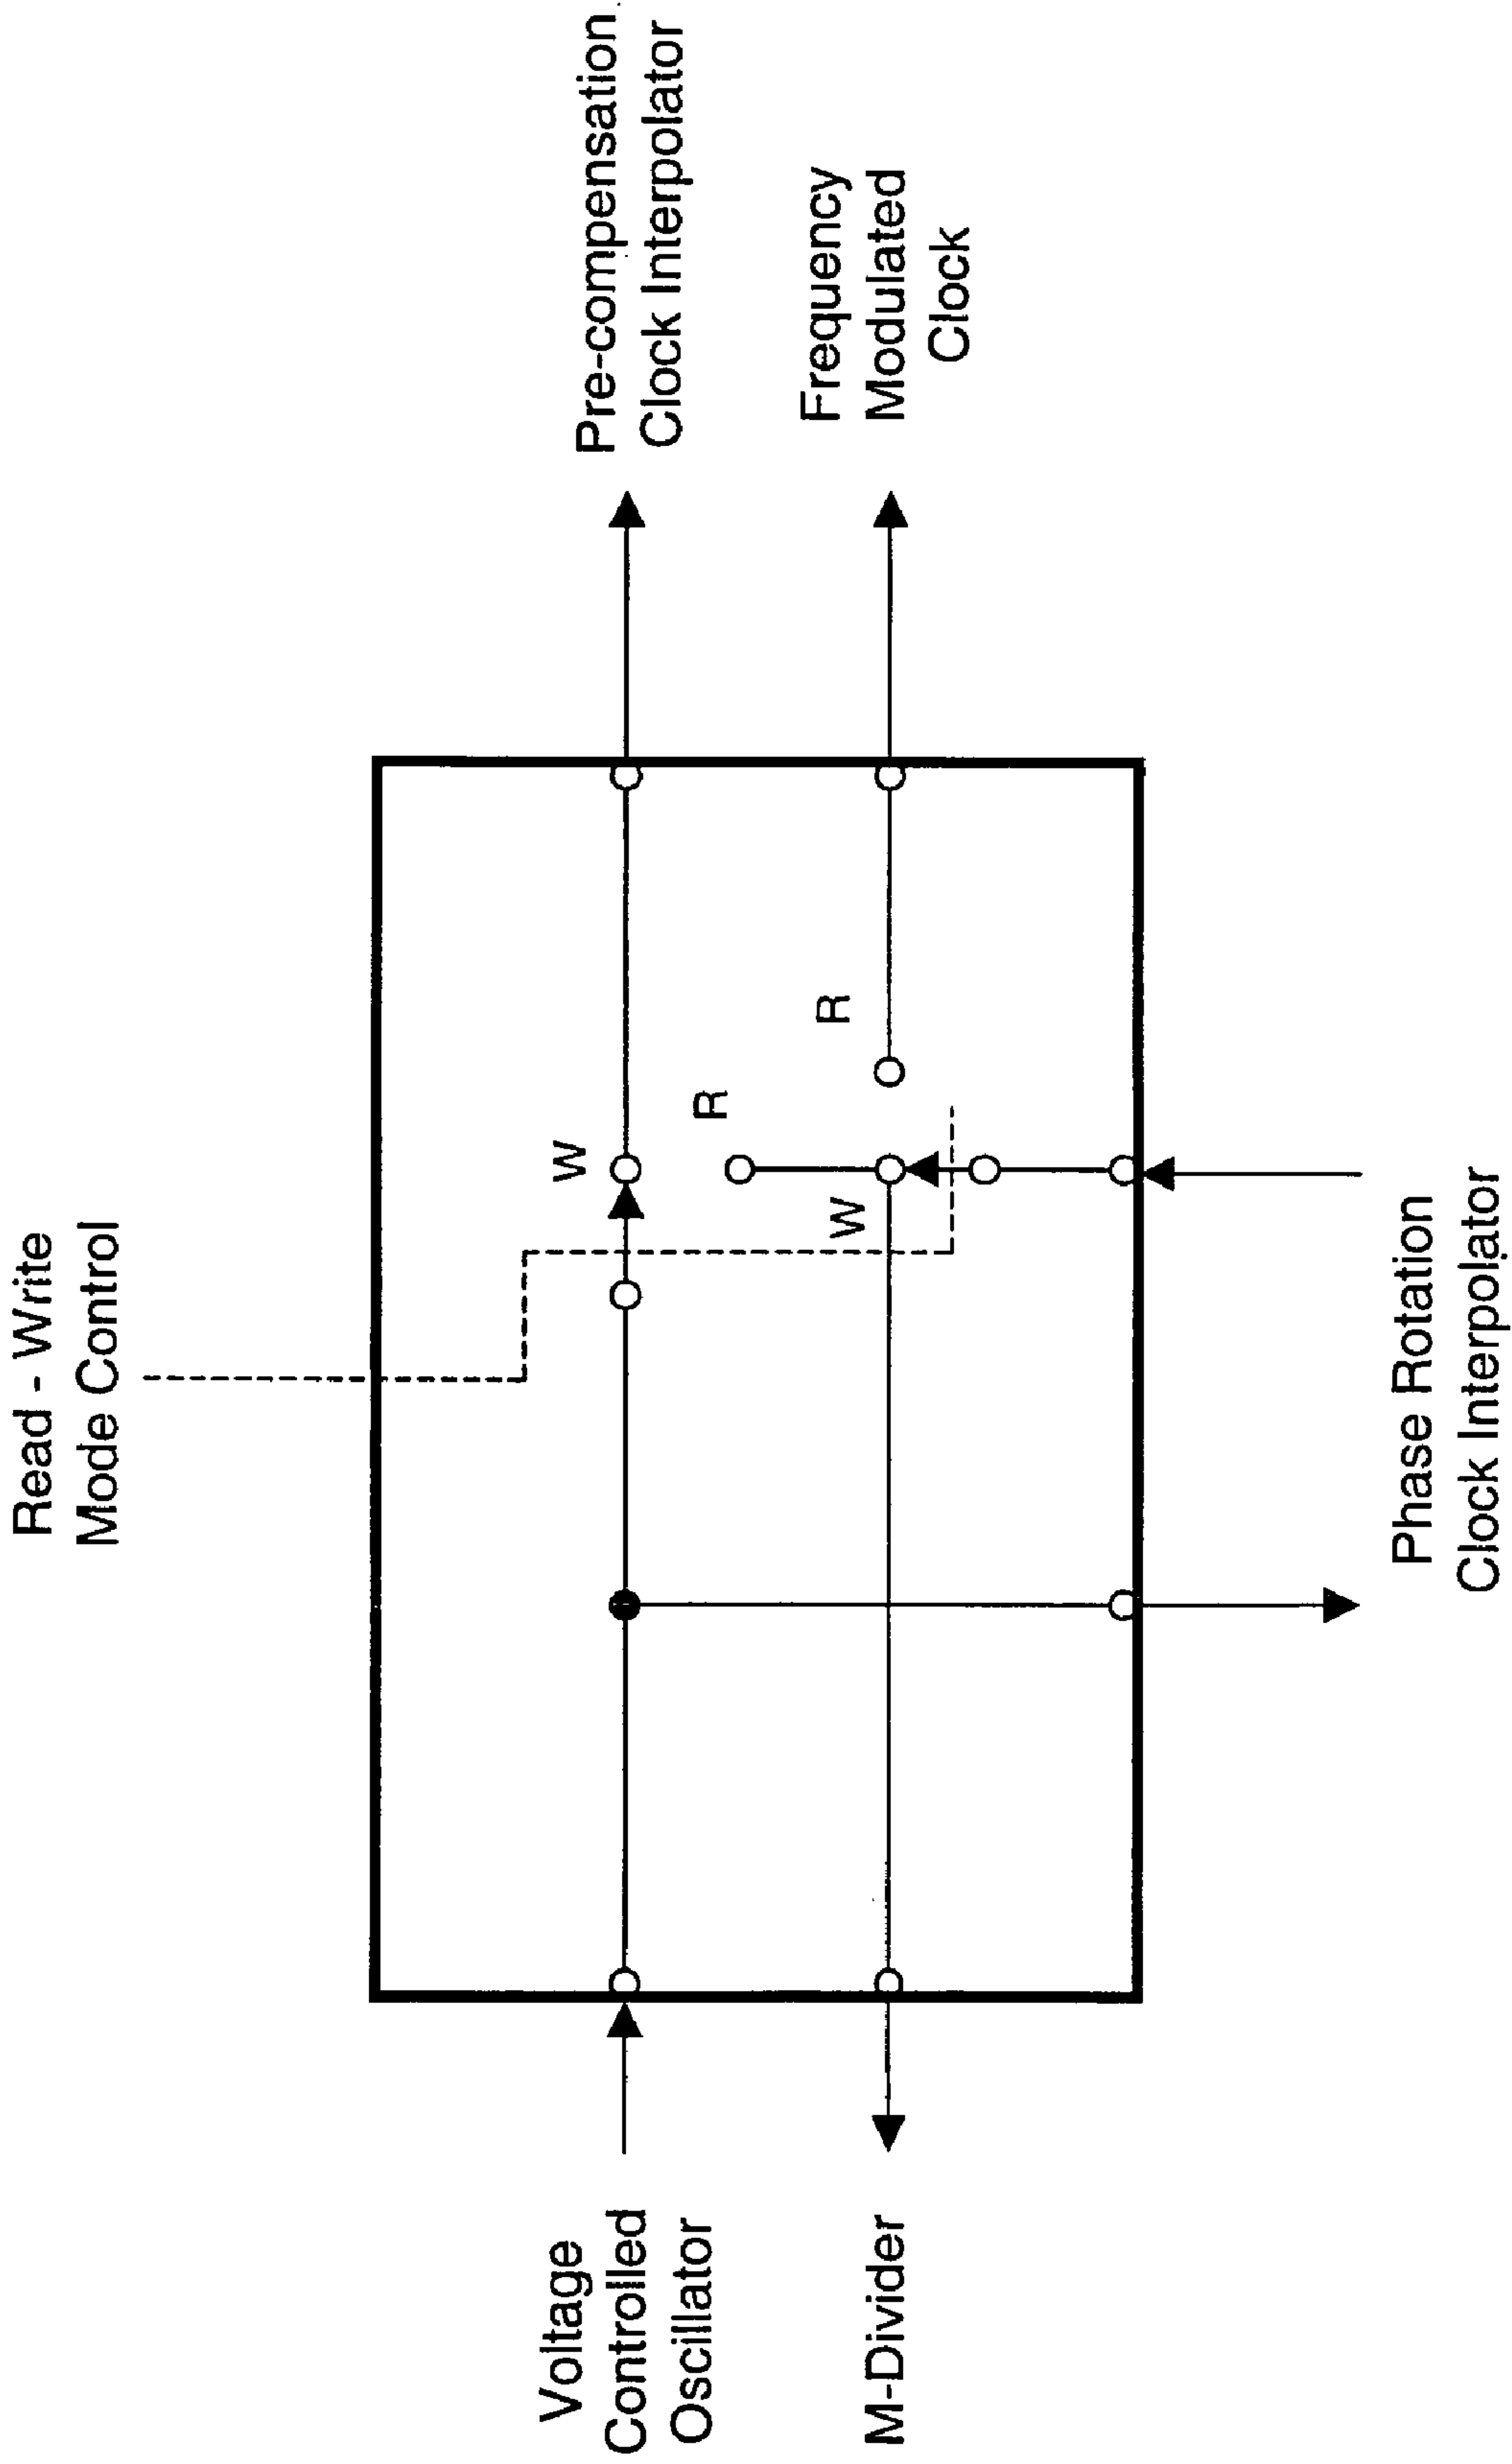 Read - Write
Mode Control
Voltage
Controlled
Oscillator
W
Pre-compensation
Clock Interpolator
R
M-Divider
W
R
Frequency
Modulated
Clock
Phase Rotation
Clock Interpolator